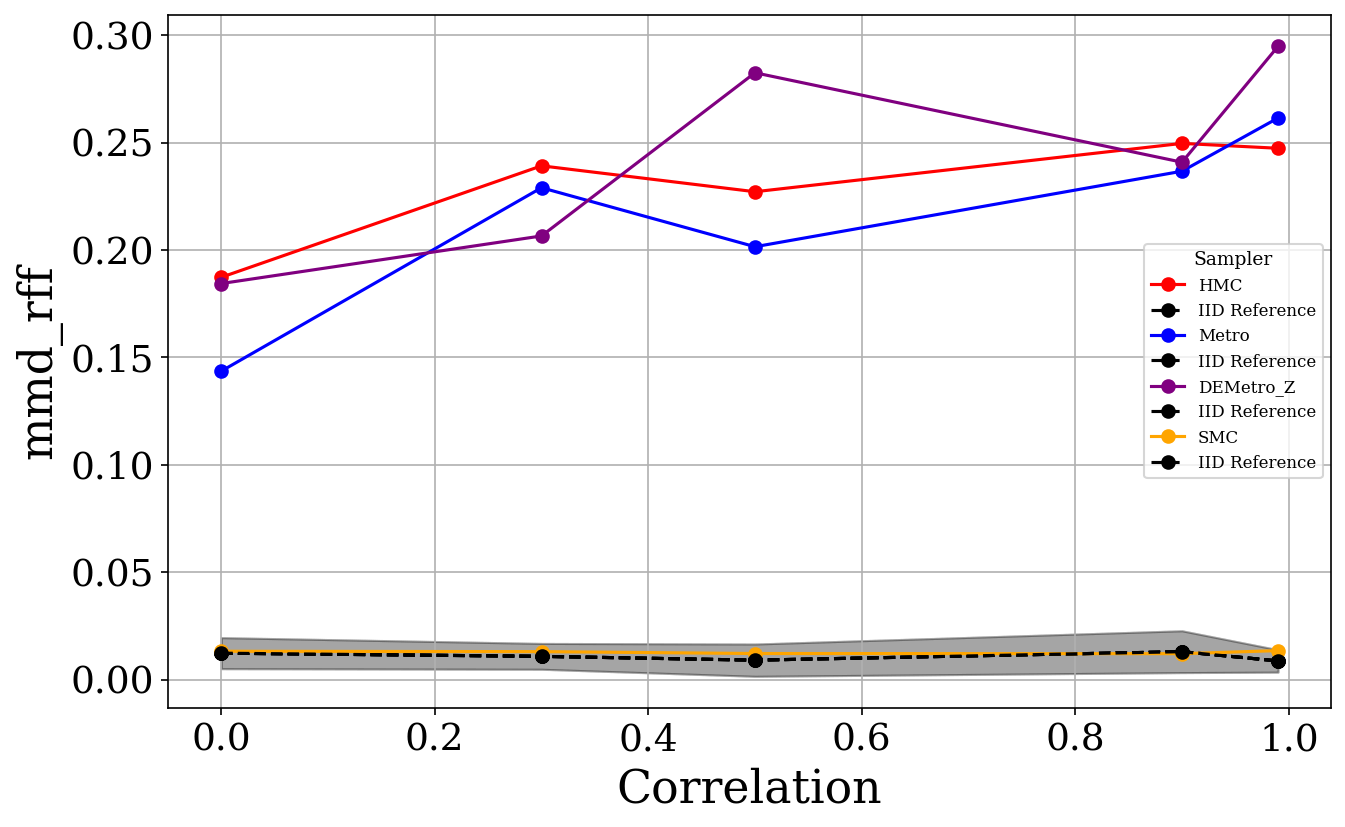 0.30
0.25
0.20
0.15
0.10
0.05
0.00
mmd_rff
Sampler
HMC
IID Reference
Metro
IID Reference
DEMetro_Z
IID Reference
SMC
IID Reference
0.0 0.2 0.4 0.6 0.8 1.0
Correlation